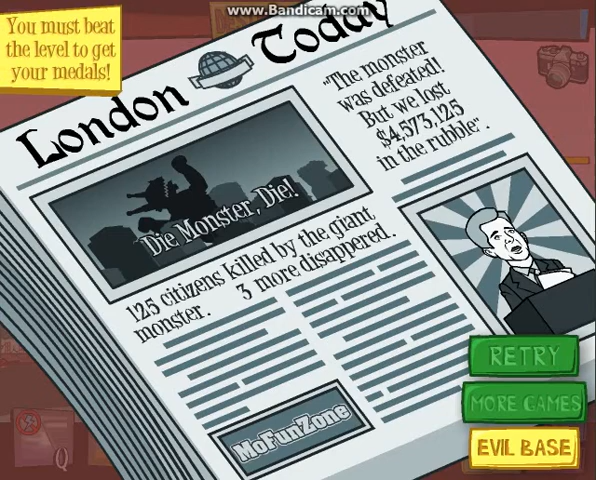 www.Bandicam.com
You must beat
the level to get
your medals!
London Today
"The monster
was defeated!
But we lost
$4,573,125
in the rubble".
Die Monster, Die!
125 citizens killed by the giant
monster. 3 more disappered.
MoFunZone
RETRY
MORE GAMES
EVIL BASE
Q